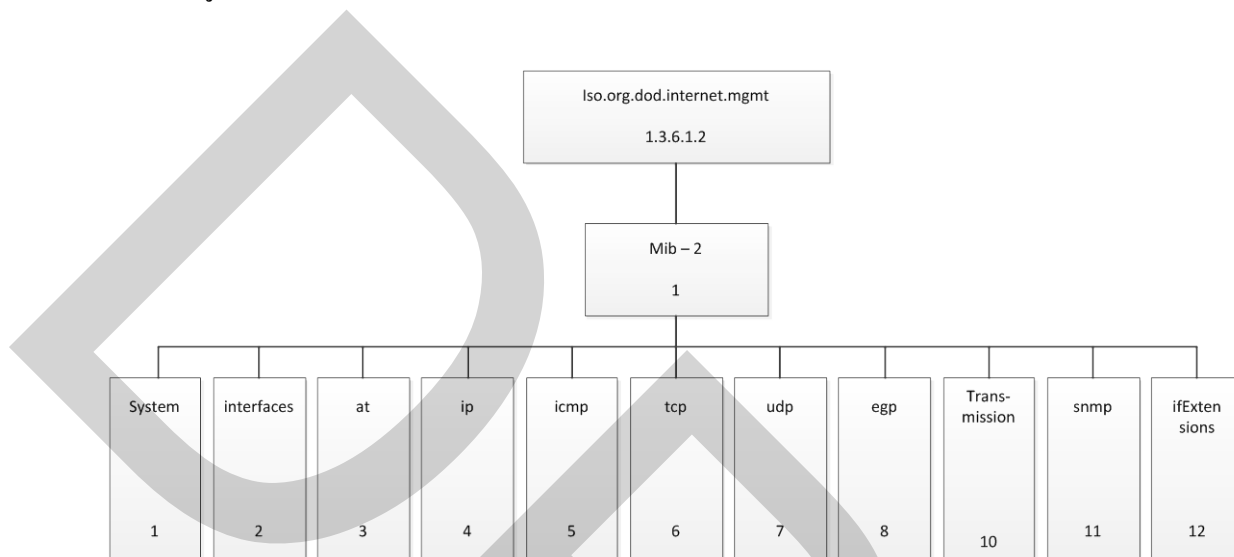 Iso.org.dod.internet.mgmt
1.3.6.1.2
Mib – 2
1
System
1
interfaces
2
at
3
ip
4
icmp
5
tcp
6
udp
7
egp
8
Trans-
mission
10
snmp
11
ifExten
sions
12